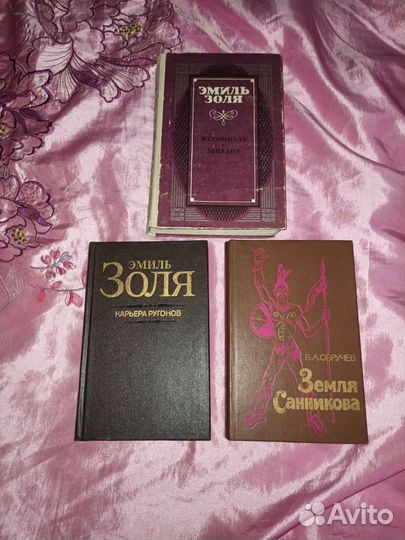 ЭМИЛЬ
ЗОЛЯ
ЖЕРМИНАЛЬ
ЗАПАДНЯ
ЭМИЛЬ
ЗОЛЯ
КАРЬЕРА РУГОНОВ
В.А.ОБРУЧЕВ
Земля
Санникова
Avito